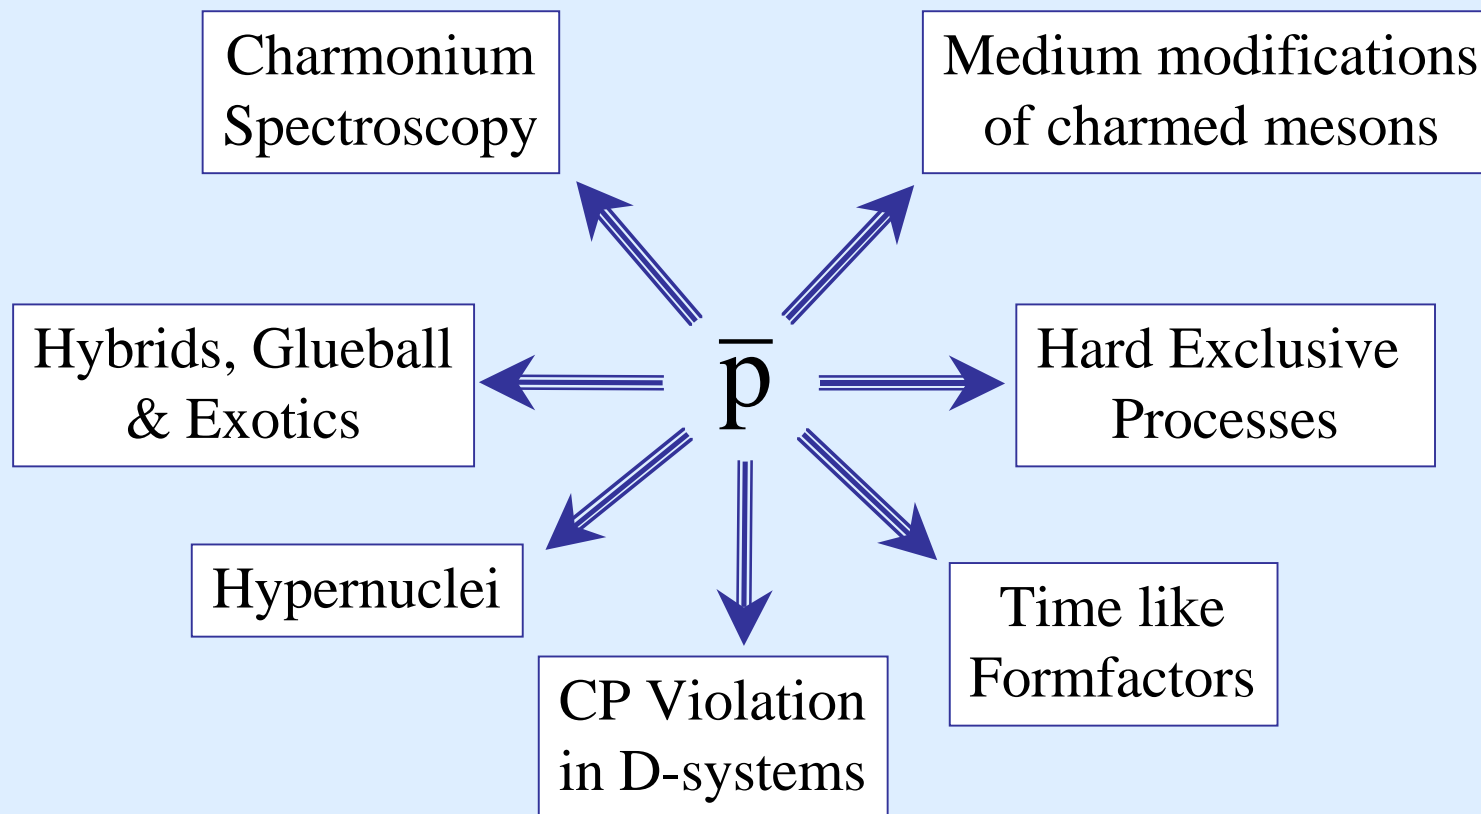 Charmonium
Spectroscopy
Medium modifications
of charmed mesons
Hybrids, Glueball
& Exotics
p̅
Hard Exclusive
Processes
Hypernuclei
Time like
Formfactors
CP Violation
in D-systems